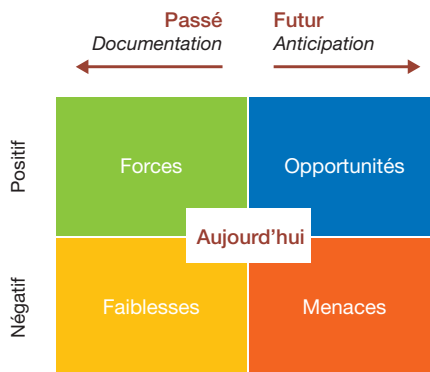 Passé
Documentation
Futur
Anticipation
Positif
Forces
Opportunités
Aujourd'hui
Négatif
Faiblesses
Menaces